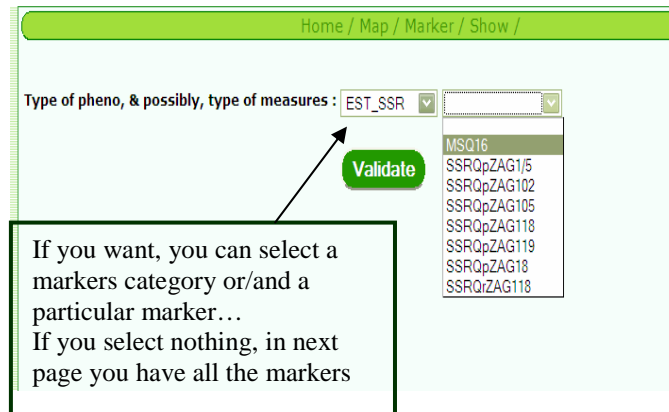 Home / Map / Marker / Show /
Type of pheno, & possibly, type of measures : EST_SSR
MSQ16
SSRQpZAG1/5
SSRQpZAG102
SSRQpZAG105
SSRQpZAG118
SSRQpZAG119
SSRQpZAG18
SSRQrZAG118
Validate
If you want, you can select a
markers category or/and a
particular marker…
If you select nothing, in next
page you have all the markers